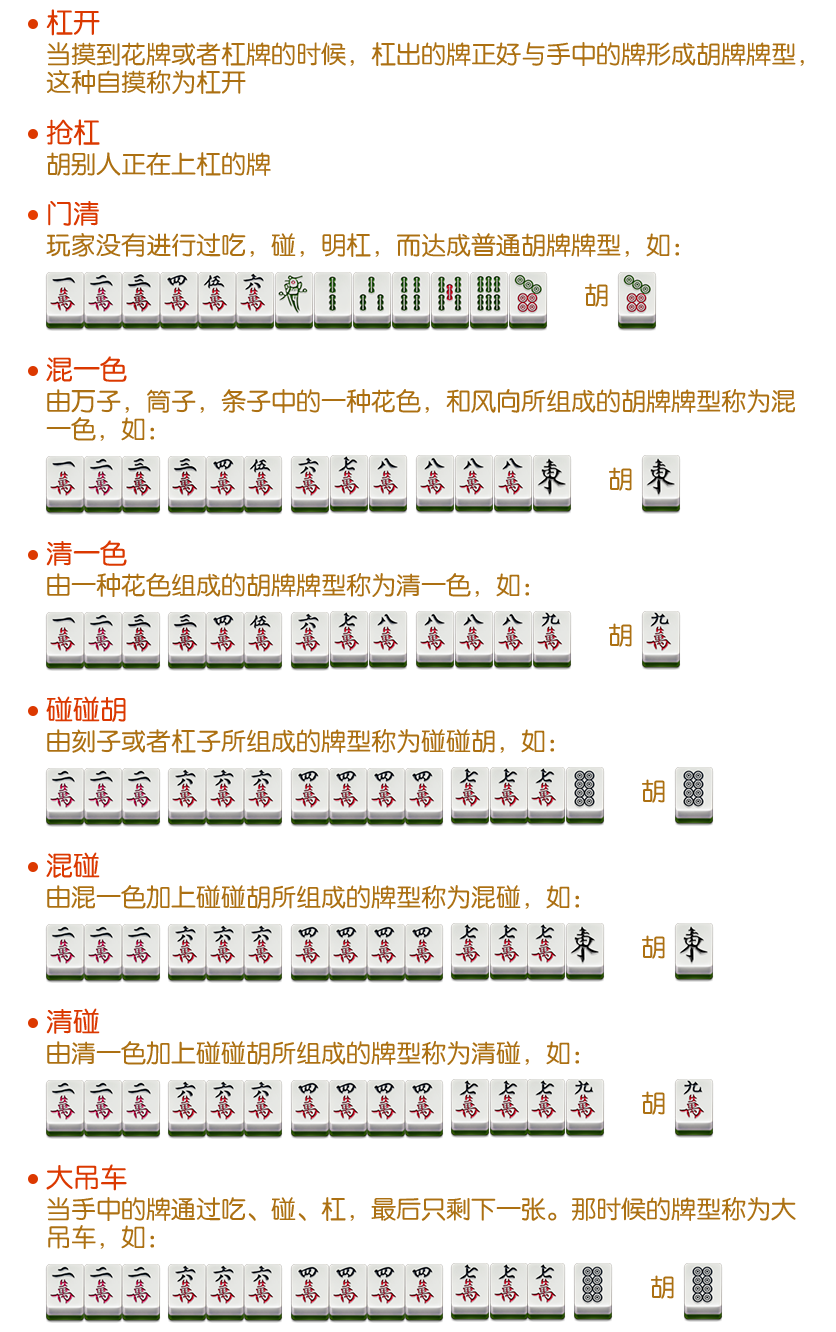 杠开
当摸到花牌或者杠牌的时候，杠出的牌正好与手中的牌形成胡牌牌型，
这种自摸称为杠开
抢杠
胡别人正在上杠的牌
门清
玩家没有进行过吃，碰，明杠，而达成普通胡牌牌型，如：
一萬 二萬 三萬 四萬 伍萬 六萬 胡
混一色
由万子，筒子，条子中的一种花色，和风向所组成的胡牌牌型称为混
一色，如：
一萬 二萬 三萬 三萬 四萬 伍萬 六萬 七萬 八萬 八萬 八萬 八萬 東 胡 東
清一色
由一种花色组成的胡牌牌型称为清一色，如：
一萬 二萬 三萬 三萬 四萬 伍萬 六萬 七萬 八萬 八萬 八萬 八萬 九萬 胡 九萬
碰碰胡
由刻子或者杠子所组成的牌型称为碰碰胡，如：
二萬 二萬 二萬 六萬 六萬 六萬 四萬 四萬 四萬 四萬 七萬 七萬 七萬 胡
混碰
由混一色加上碰碰胡所组成的牌型称为混碰，如：
二萬 二萬 二萬 六萬 六萬 六萬 四萬 四萬 四萬 四萬 七萬 七萬 七萬 東 胡 東
清碰
由清一色加上碰碰胡所组成的牌型称为清碰，如：
二萬 二萬 二萬 六萬 六萬 六萬 四萬 四萬 四萬 四萬 七萬 七萬 七萬 九萬 胡 九萬
大吊车
当手中的牌通过吃、碰、杠，最后只剩下一张。那时候的牌型称为大
吊车，如：
二萬 二萬 二萬 六萬 六萬 六萬 四萬 四萬 四萬 四萬 七萬 七萬 七萬 胡